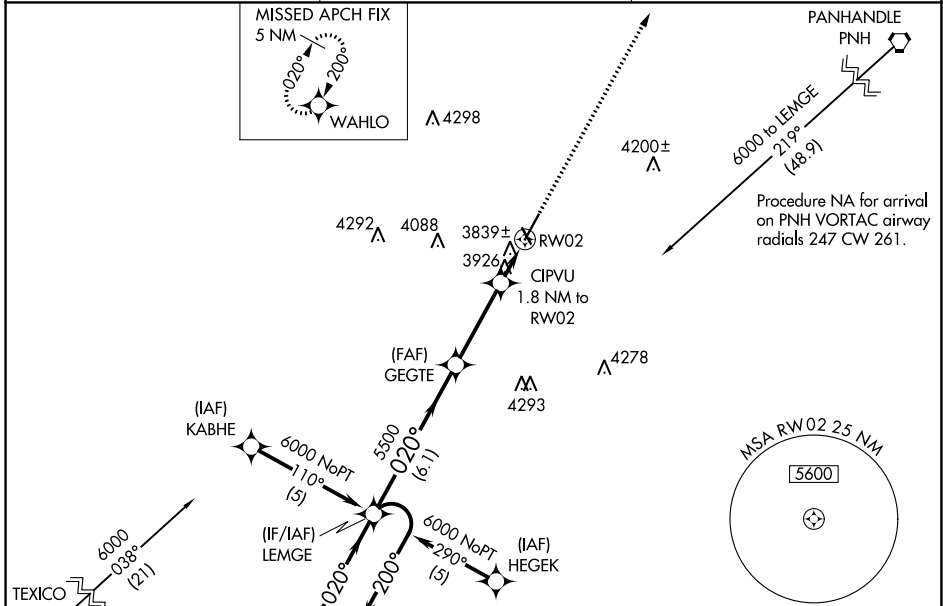 MISSED APCH FIX
5 NM
020°
200°
WAHLO
4298
PANHANDLE
PNH
6000 to LEMGE
219°
(48.9)
4200±
Procedure NA for arrival
on PNH VORTAC airway
radials 247 CW 261.
4292
4088
3839±
RW02
3926
CIPVU
1.8 NM to
RW02
(FAF)
GEGTE
4278
4293
(IAF)
KABHE
6000 NoPT
110°
(5)
5500
020°
(6.1)
MSA RW02 25 NM
5600
(IF/IAF)
LEMGE
6000 NoPT
290°
(5)
(IAF)
HEGEK
6000
038°
(21)
TEXICO
020°
200°